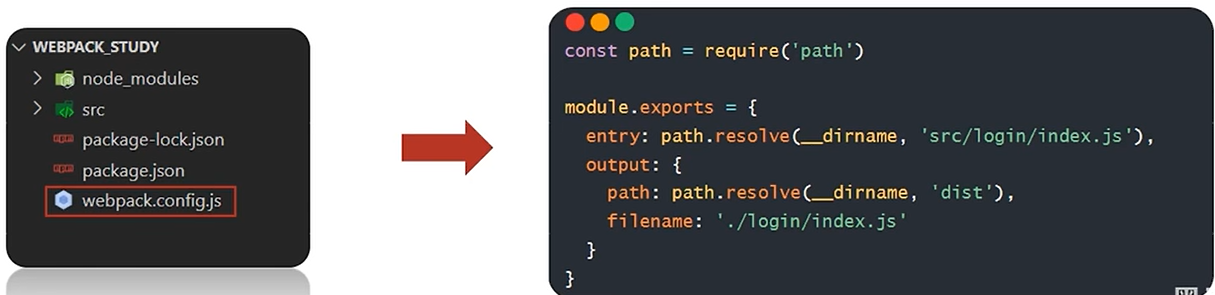 WEBPACK_STUDY
node_modules
src
package-lock.json
package.json
webpack.config.js
const path = require('path')
module.exports = {
entry: path.resolve(__dirname, 'src/login/index.js'),
output: {
path: path.resolve(__dirname, 'dist'),
filename: './login/index.js'
}
}